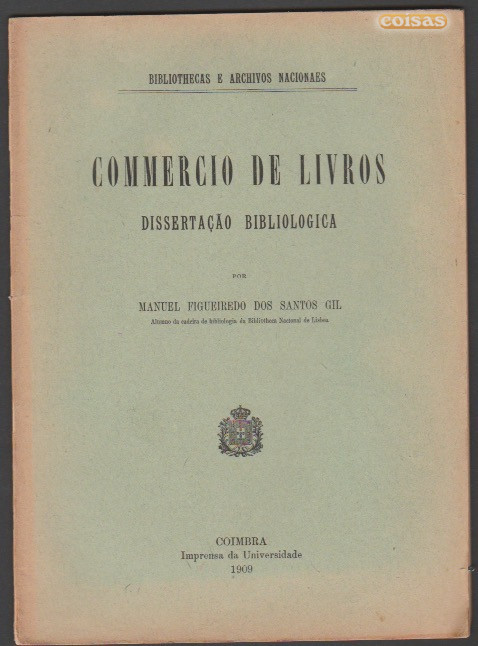 coisas
BIBLIOTHECAS E ARCHIVOS NACIONAES
COMMERCIO DE LIVROS
DISSERTAÇÃO BIBLIOLOGICA
POR
MANUEL FIGUEIREDO DOS SANTOS GIL
Alumno da cadeira de bibliologia da Bibliotheca Nacional de Lisboa
COIMBRA
Imprensa da Universidade
1909